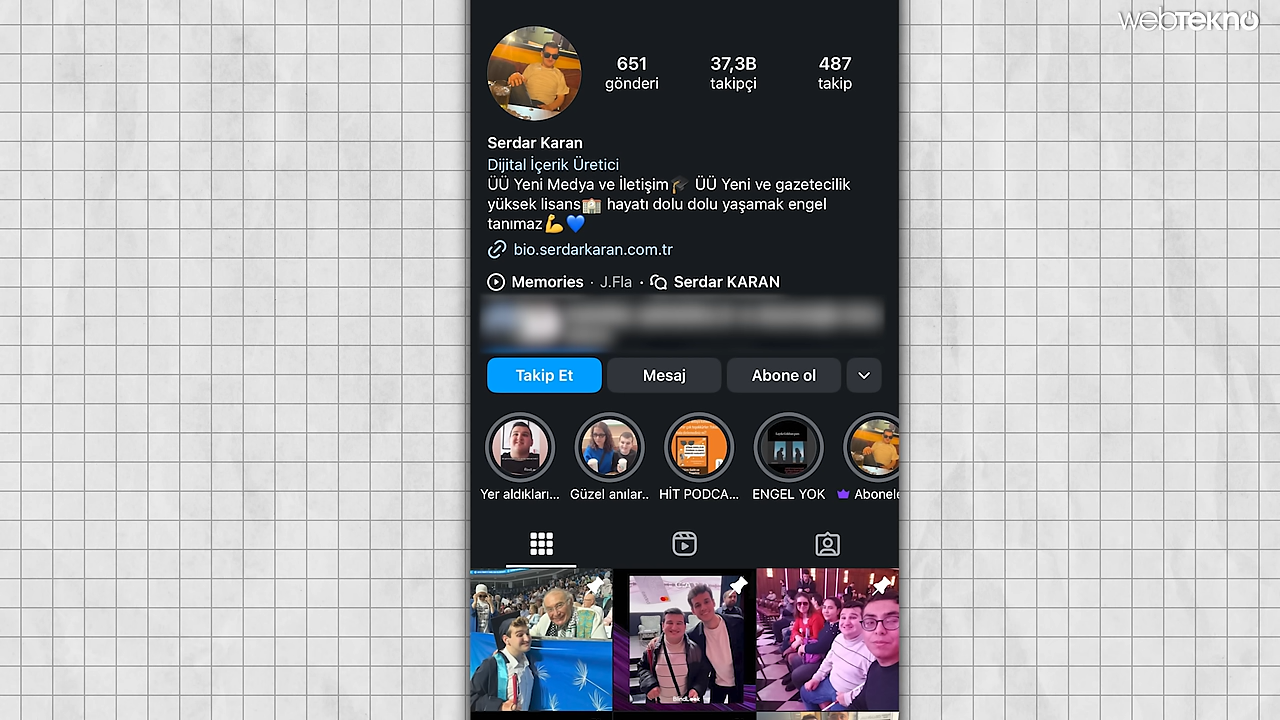 webTEKNO
651
37,3B
487
gönderi
takipçi
takip
Serdar Karan
Dijital İçerik Üretici
ÜÜ Yeni Medya ve İletişim🎓 ÜÜ Yeni ve gazetecilik
yüksek lisans🏫 hayatı dolu dolu yaşamak engel
tanımaz💪💙
bio.serdarkaran.com.tr
Memories · J.Fla · Serdar KARAN
Takip Et
Mesaj
Abone ol
Yer aldıkları...
Güzel anılar..
HİT PODCA...
ENGEL YOK
Abonele
BlindLook